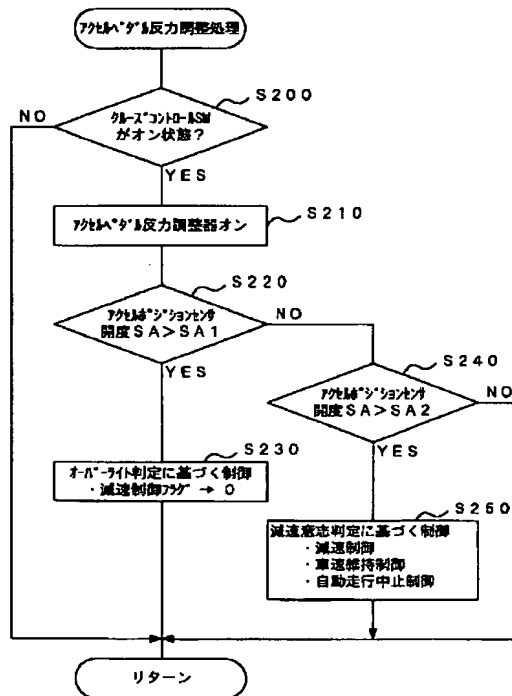 アクセルペダル反力調整処理
S200
NO
クルーズコントロールSW
がオン状態？
YES
S210
アクセルペダル反力調整器オン
S220
アクセルポジションセンサ
開度SA＞SA1
NO
YES
S240
アクセルポジションセンサ
開度SA＞SA2
NO
YES
S230
オーバーライト判定に基づく制御
・減速制御フラグ → 0
S250
減速意志判定に基づく制御
・減速制御
・車速維持制御
・自動走行中止制御
リターン